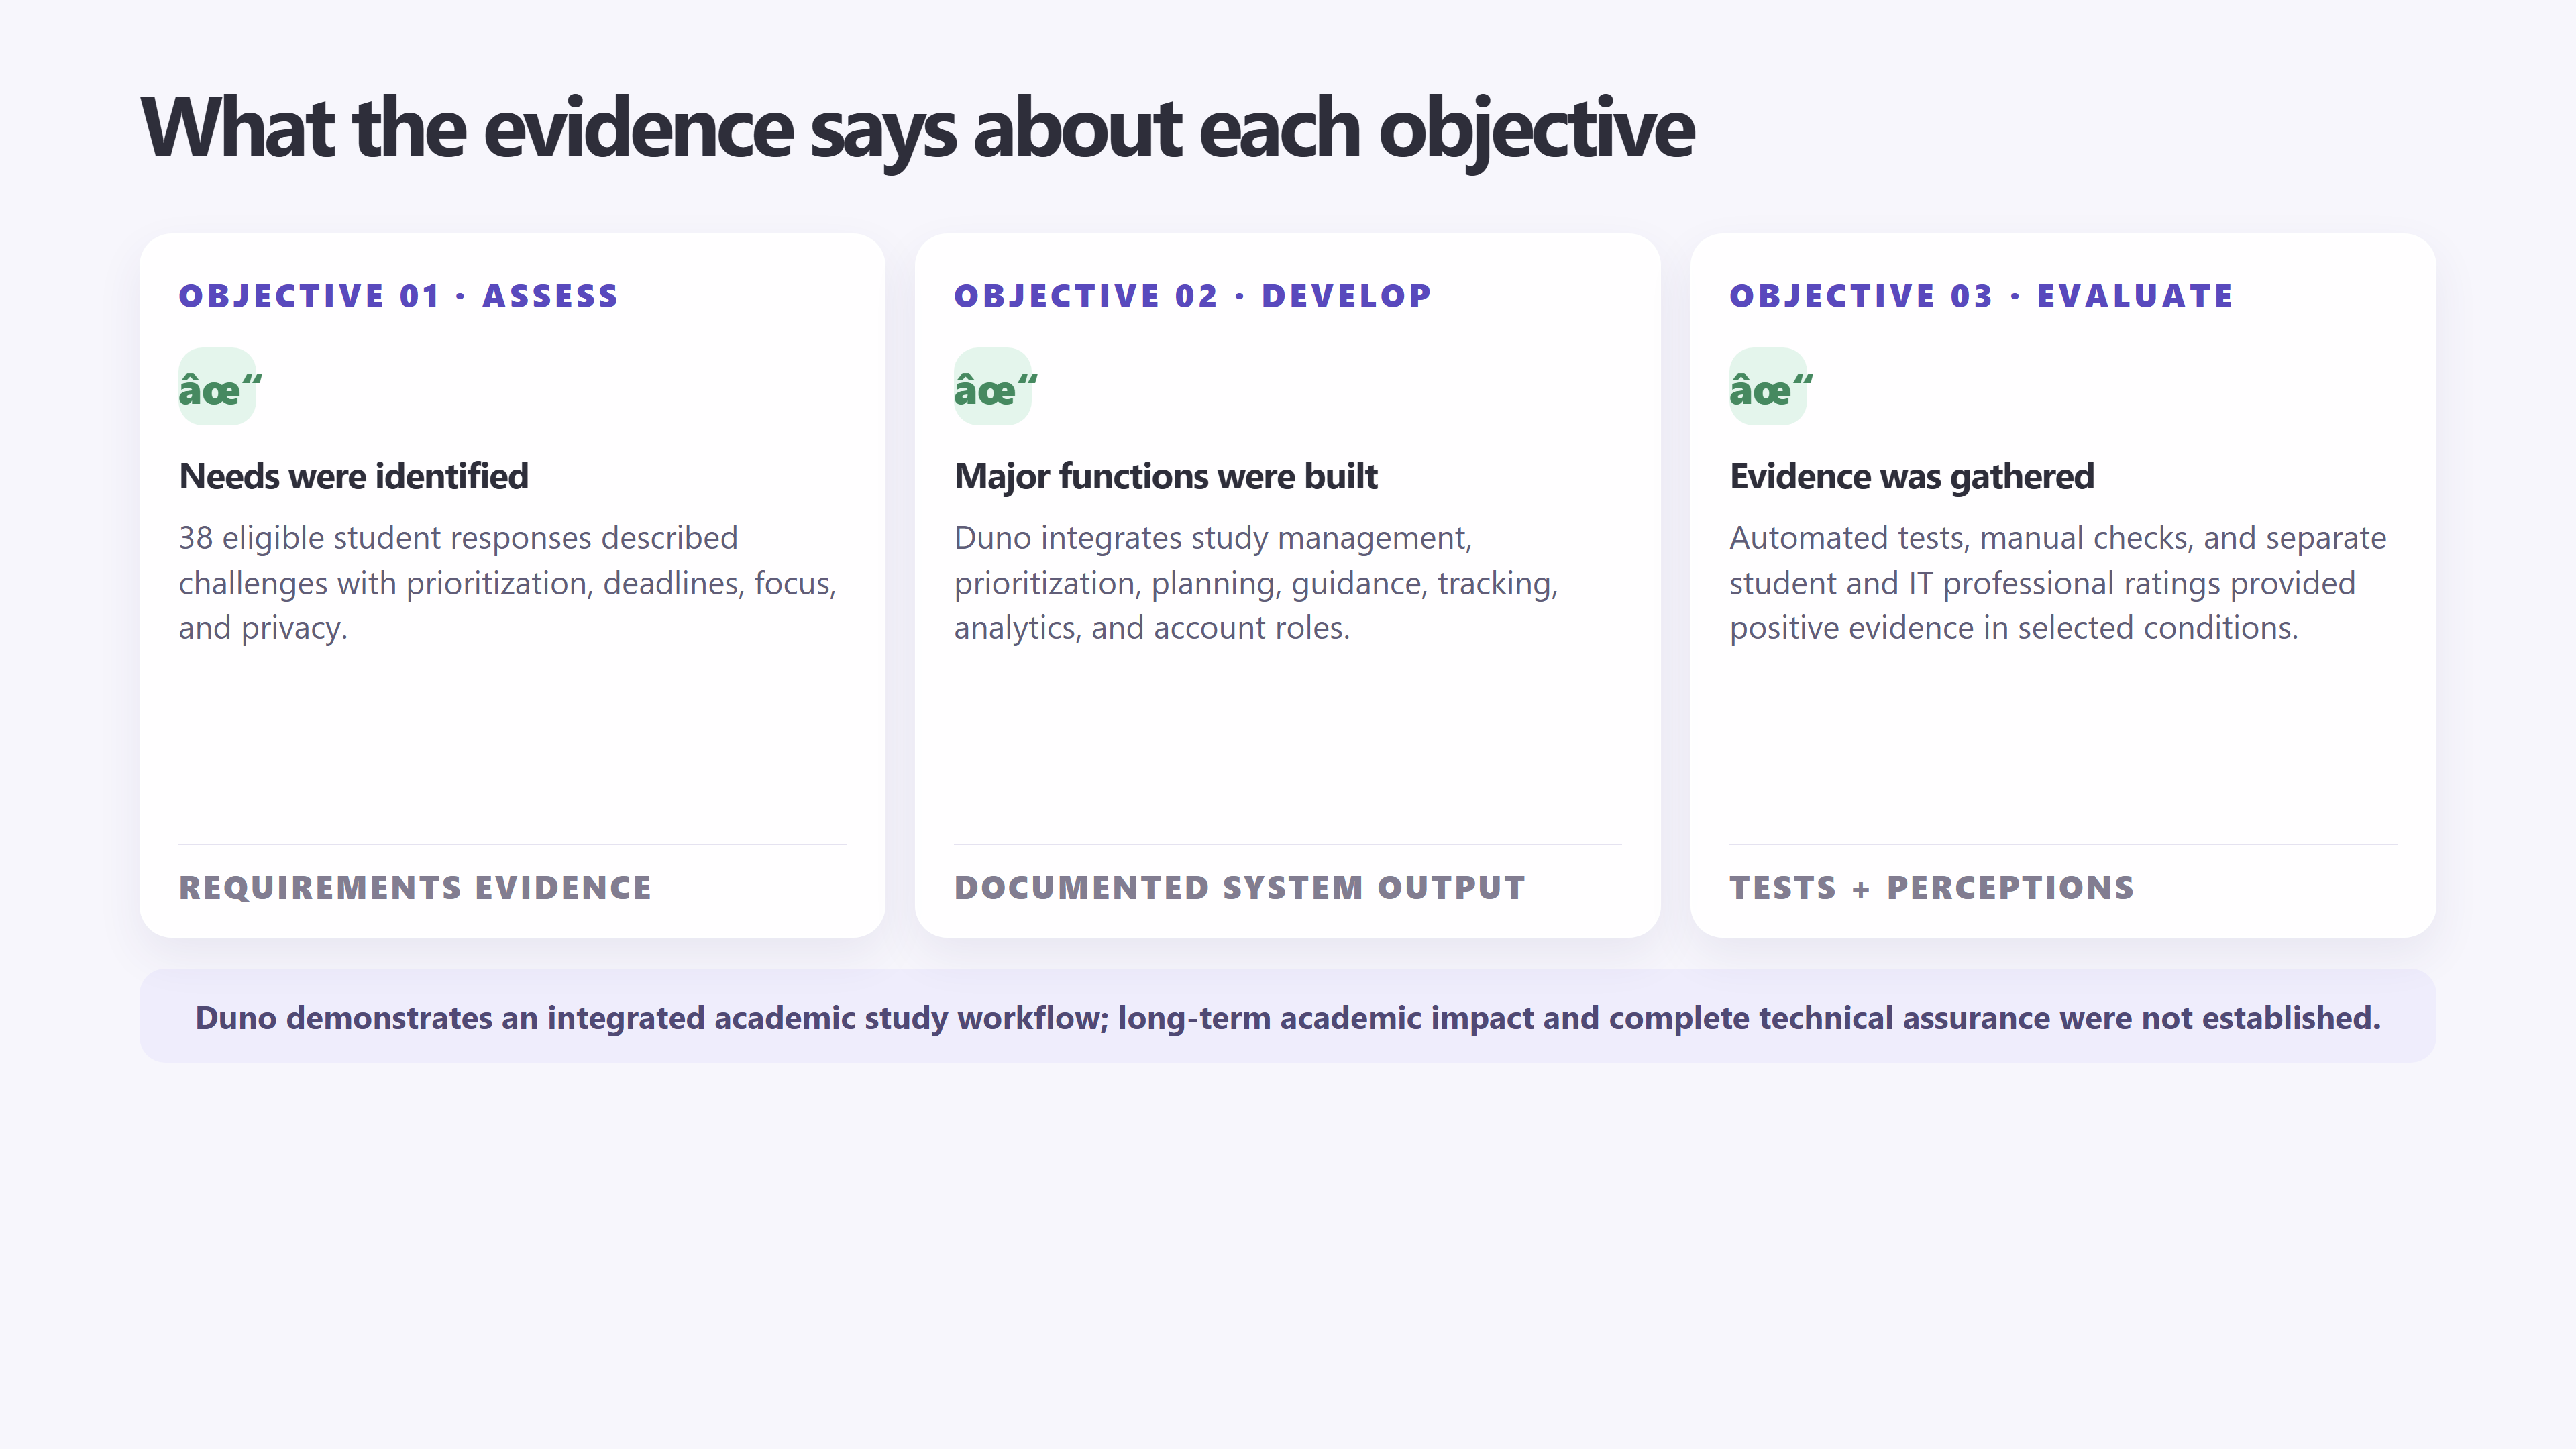 What the evidence says about each objective
OBJECTIVE 01 · ASSESS
âœ“
Needs were identified
38 eligible student responses described
challenges with prioritization, deadlines, focus,
and privacy.
REQUIREMENTS EVIDENCE
OBJECTIVE 02 · DEVELOP
âœ“
Major functions were built
Duno integrates study management,
prioritization, planning, guidance, tracking,
analytics, and account roles.
DOCUMENTED SYSTEM OUTPUT
OBJECTIVE 03 · EVALUATE
âœ“
Evidence was gathered
Automated tests, manual checks, and separate
student and IT professional ratings provided
positive evidence in selected conditions.
TESTS + PERCEPTIONS
Duno demonstrates an integrated academic study workflow; long-term academic impact and complete technical assurance were not established.